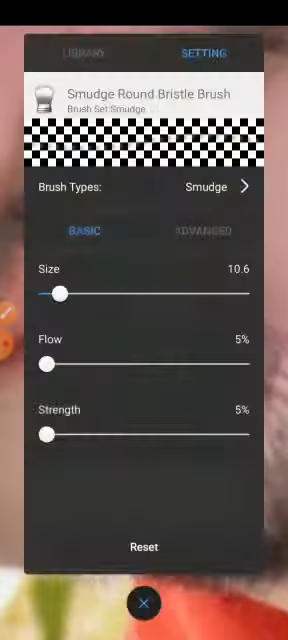 LIBRARY SETTING
Smudge Round Bristle Brush
Brush Set:Smudge
Brush Types: Smudge
BASIC ADVANCED
Size 10.6
Flow 5%
Strength 5%
Reset